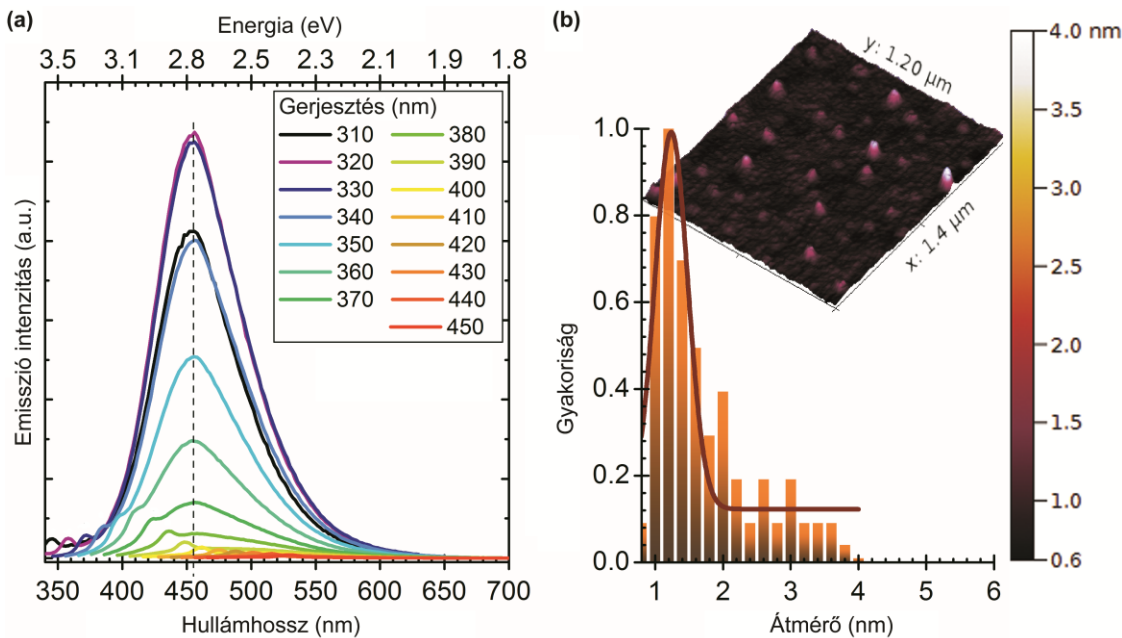 (a)
Energia (eV)
3.5 3.1 2.8 2.5 2.3 2.1 1.9 1.8
Gerjesztés (nm)
310 380
320 390
330 400
340 410
350 420
360 430
370 440
450
Emisszió intenzitás (a.u.)
350 400 450 500 550 600 650 700
Hullámhossz (nm)
(b)
y: 1.20 µm
x: 1.4 µm
4.0 nm
3.5
3.0
2.5
2.0
1.5
1.0
0.6
Gyakoriság
1.0
0.8
0.6
0.4
0.2
0.0
1 2 3 4 5 6
Átmérő (nm)